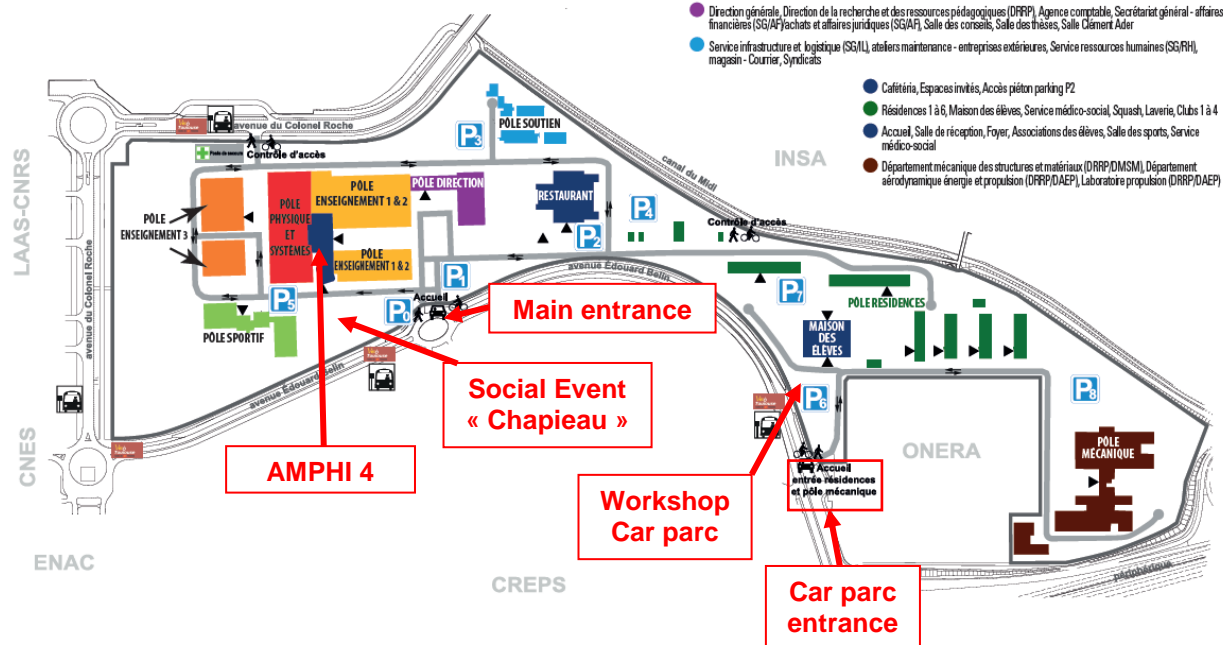 Direction générale, Direction de la recherche et des ressources pédagogiques (DRRP), Agence comptable, Secrétariat général - affaires
financières (SG/AF)/achats et affaires juridiques (SG/AF), Salle des conseils, Salle des thèses, Salle Clément Ader
Service infrastructure et logistique (SG/IL), ateliers maintenance - entreprises extérieures, Service ressources humaines (SG/RH),
magasin - Courrier, Syndicats
Cafétéria, Espaces invités, Accès piéton parking P2
Résidences 1 à 6, Maison des élèves, Service médico-social, Squash, Laverie, Clubs 1 à 4
Accueil, Salle de réception, Foyer, Associations des élèves, Salle des sports, Service
médico-social
Département mécanique des structures et matériaux (DRRP/DMSM), Département
aérodynamique énergie et propulsion (DRRP/DAEP), Laboratoire propulsion (DRRP/DAEP)
avenue du Colonel Roche
Contrôle d'accès
PÔLE SOUTIEN
P3
canal du Midi
INSA
LAAS-CNRS
PÔLE
ENSEIGNEMENT 3
PÔLE
PHYSIQUE
ET
SYSTÈMES
PÔLE
ENSEIGNEMENT 1 & 2
PÔLE DIRECTION
RESTAURANT
P4
Contrôle d'accès
P2
PÔLE
ENSEIGNEMENT 1 & 2
P1
avenue Édouard Belin
P7
PÔLE RÉSIDENCES
avenue du Colonel Roche
P5
P0
Accueil
Main entrance
PÔLE SPORTIF
MAISON
DES
ÉLÈVES
Social Event
« Chapieau »
avenue Édouard Belin
P6
P8
CNES
AMPHI 4
ONERA
PÔLE
MÉCANIQUE
Workshop
Car parc
Accueil
entrée résidences
et pôle mécanique
ENAC
CREPS
Car parc
entrance
périphérique